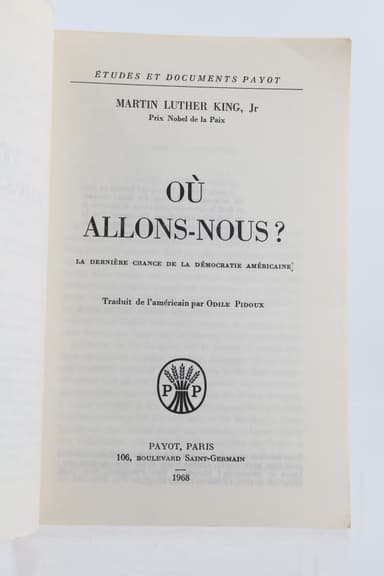 ÉTUDES ET DOCUMENTS PAYOT
MARTIN LUTHER KING, Jr
Prix Nobel de la Paix
OÙ
ALLONS-NOUS ?
LA DERNIÈRE CHANCE DE LA DÉMOCRATIE AMÉRICAINE
Traduit de l'américain par ODILE PIDOUX
P P
PAYOT, PARIS
106, BOULEVARD SAINT-GERMAIN
1968